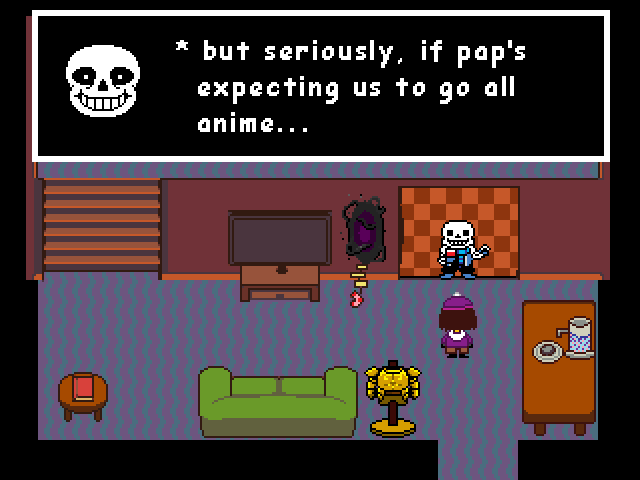 * but seriously, if pap's
expecting us to go all
anime...